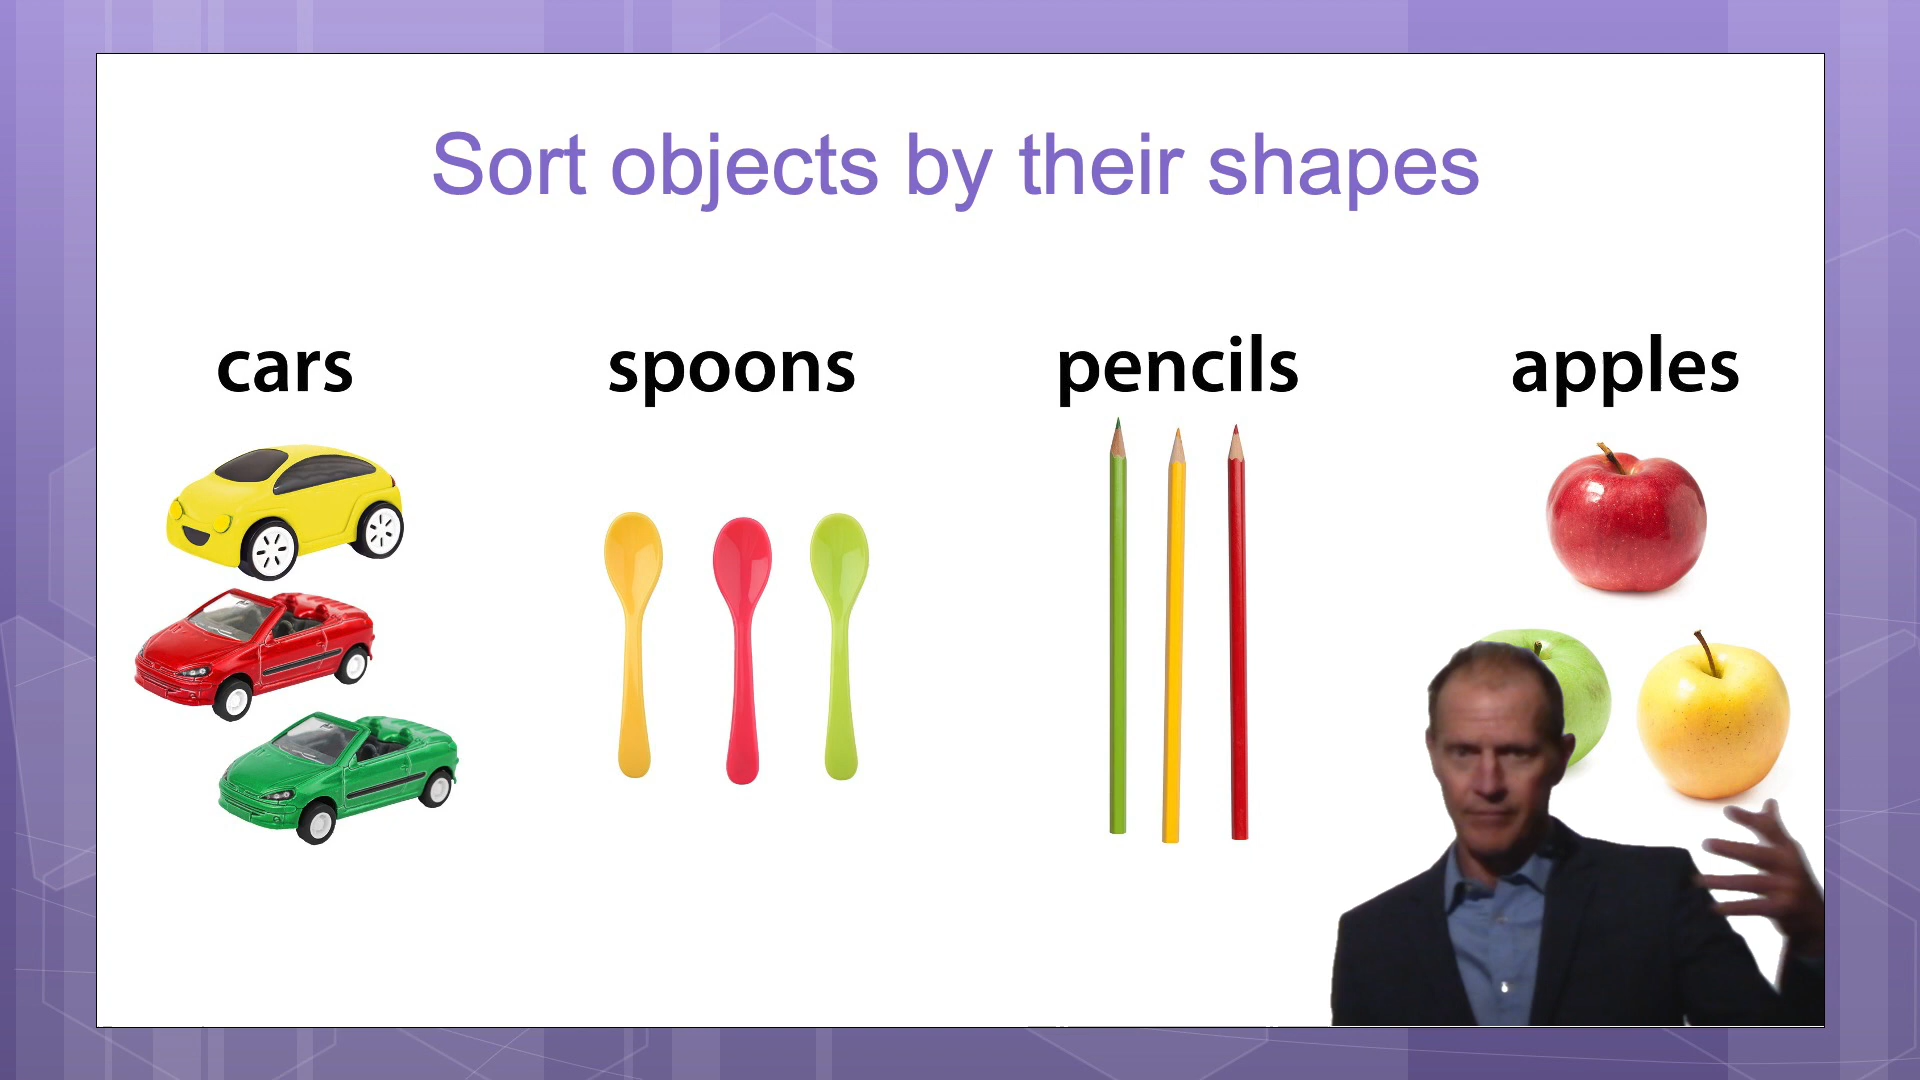 Sort objects by their shapes
cars
spoons
pencils
apples